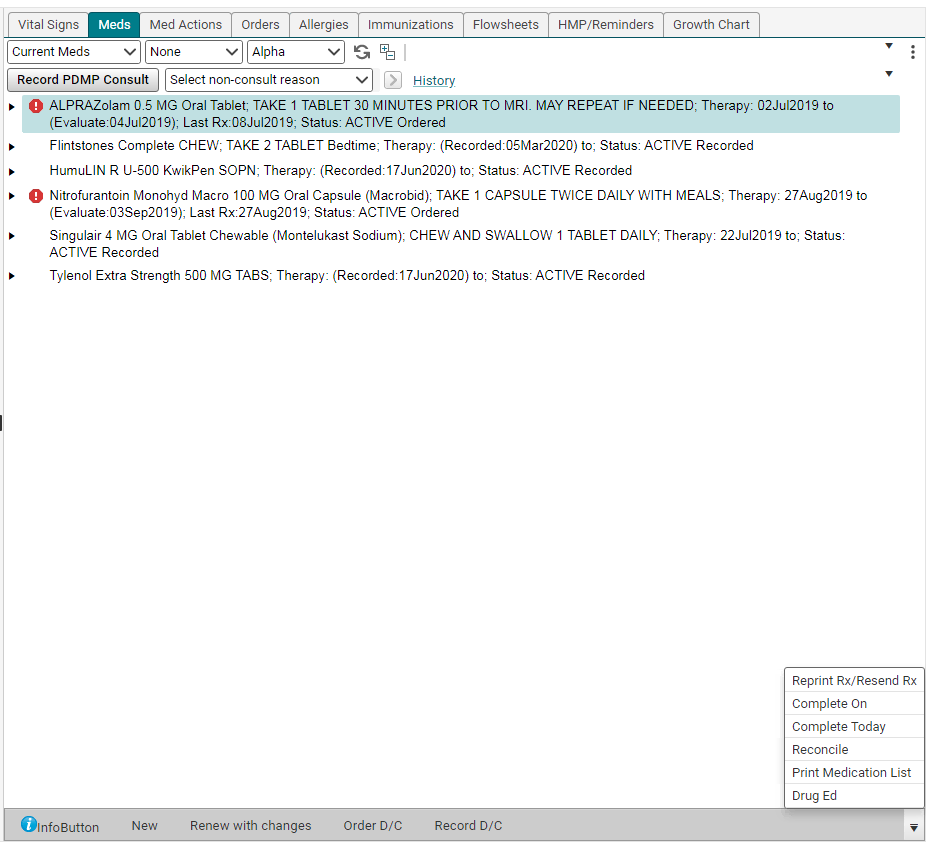 Vital Signs Meds Med Actions Orders Allergies Immunizations Flowsheets HMP/Reminders Growth Chart
Current Meds None Alpha
Record PDMP Consult Select non-consult reason History
ALPRAZolam 0.5 MG Oral Tablet; TAKE 1 TABLET 30 MINUTES PRIOR TO MRI. MAY REPEAT IF NEEDED; Therapy: 02Jul2019 to
(Evaluate:04Jul2019); Last Rx:08Jul2019; Status: ACTIVE Ordered
Flintstones Complete CHEW; TAKE 2 TABLET Bedtime; Therapy: (Recorded:05Mar2020) to; Status: ACTIVE Recorded
HumuLIN R U-500 KwikPen SOPN; Therapy: (Recorded:17Jun2020) to; Status: ACTIVE Recorded
Nitrofurantoin Monohyd Macro 100 MG Oral Capsule (Macrobid); TAKE 1 CAPSULE TWICE DAILY WITH MEALS; Therapy: 27Aug2019 to
(Evaluate:03Sep2019); Last Rx:27Aug2019; Status: ACTIVE Ordered
Singulair 4 MG Oral Tablet Chewable (Montelukast Sodium); CHEW AND SWALLOW 1 TABLET DAILY; Therapy: 22Jul2019 to; Status:
ACTIVE Recorded
Tylenol Extra Strength 500 MG TABS; Therapy: (Recorded:17Jun2020) to; Status: ACTIVE Recorded
Reprint Rx/Resend Rx
Complete On
Complete Today
Reconcile
Print Medication List
Drug Ed
InfoButton New Renew with changes Order D/C Record D/C